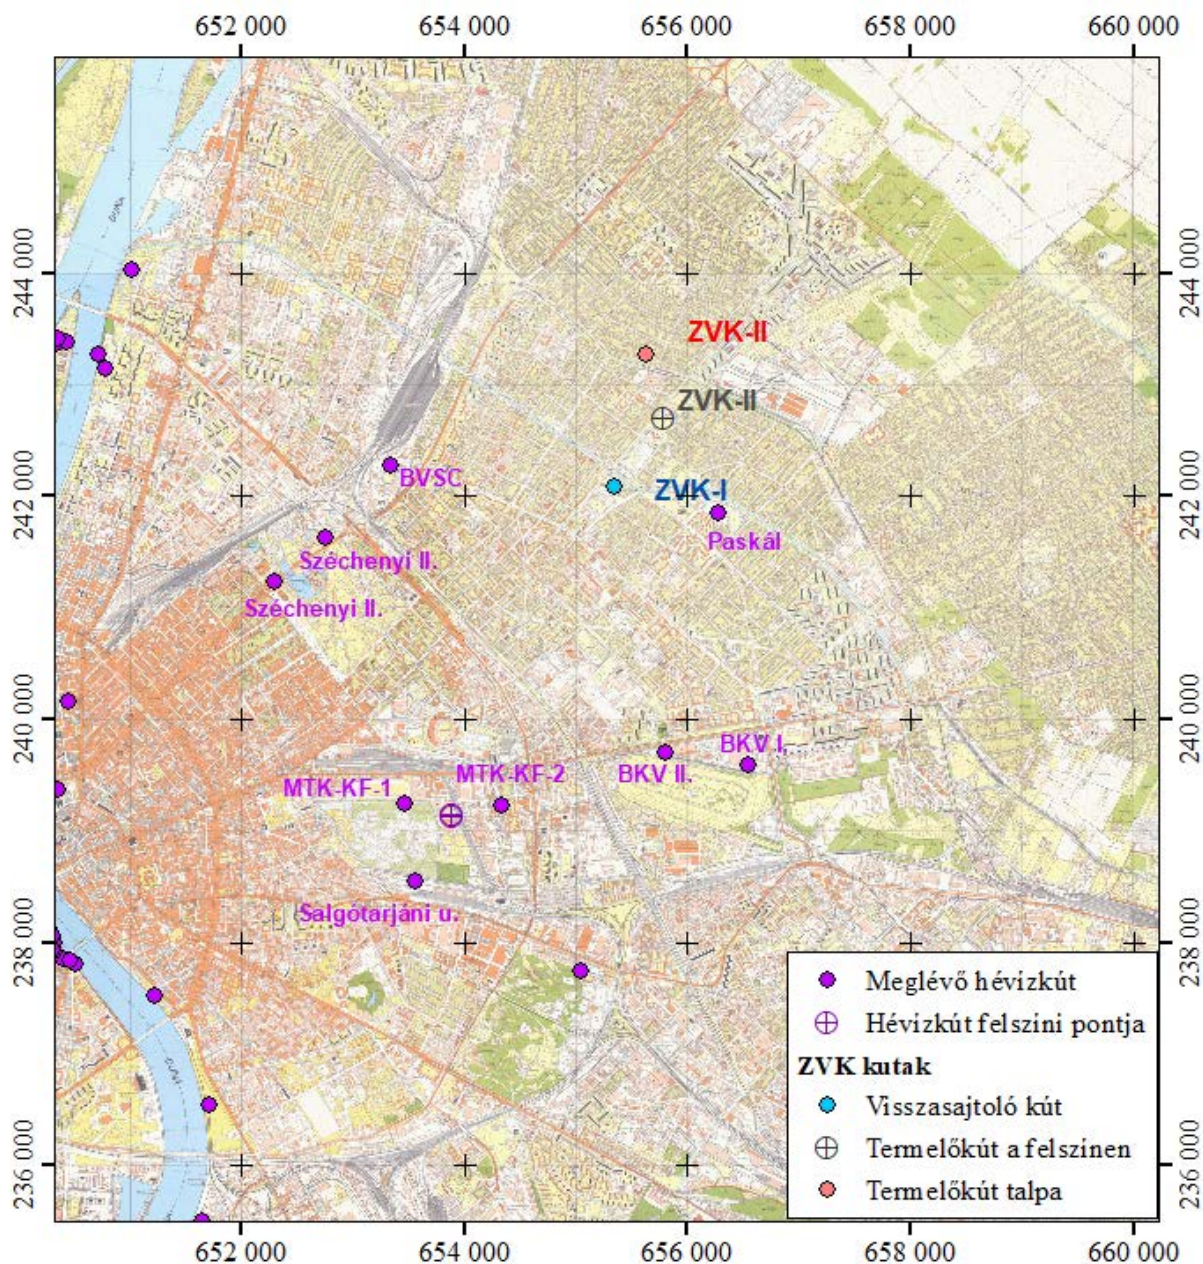 652 000 654 000 656 000 658 000 660 000
244 000
244 000
ZVK-II
ZVK-II
BVSC
242 000
ZVK-I
242 000
Paskál
Széchenyi II.
Széchenyi II.
240 000
240 000
BKV I.
BKV II.
MTK-KF-2
MTK-KF-1
Salgótarjáni u.
238 000
238 000
Meglévő hévízkút
Hévízkút felszíni pontja
ZVK kutak
Visszasajtoló kút
Termelőkút a felszínen
Termelőkút talpa
236 000
236 000
652 000 654 000 656 000 658 000 660 000